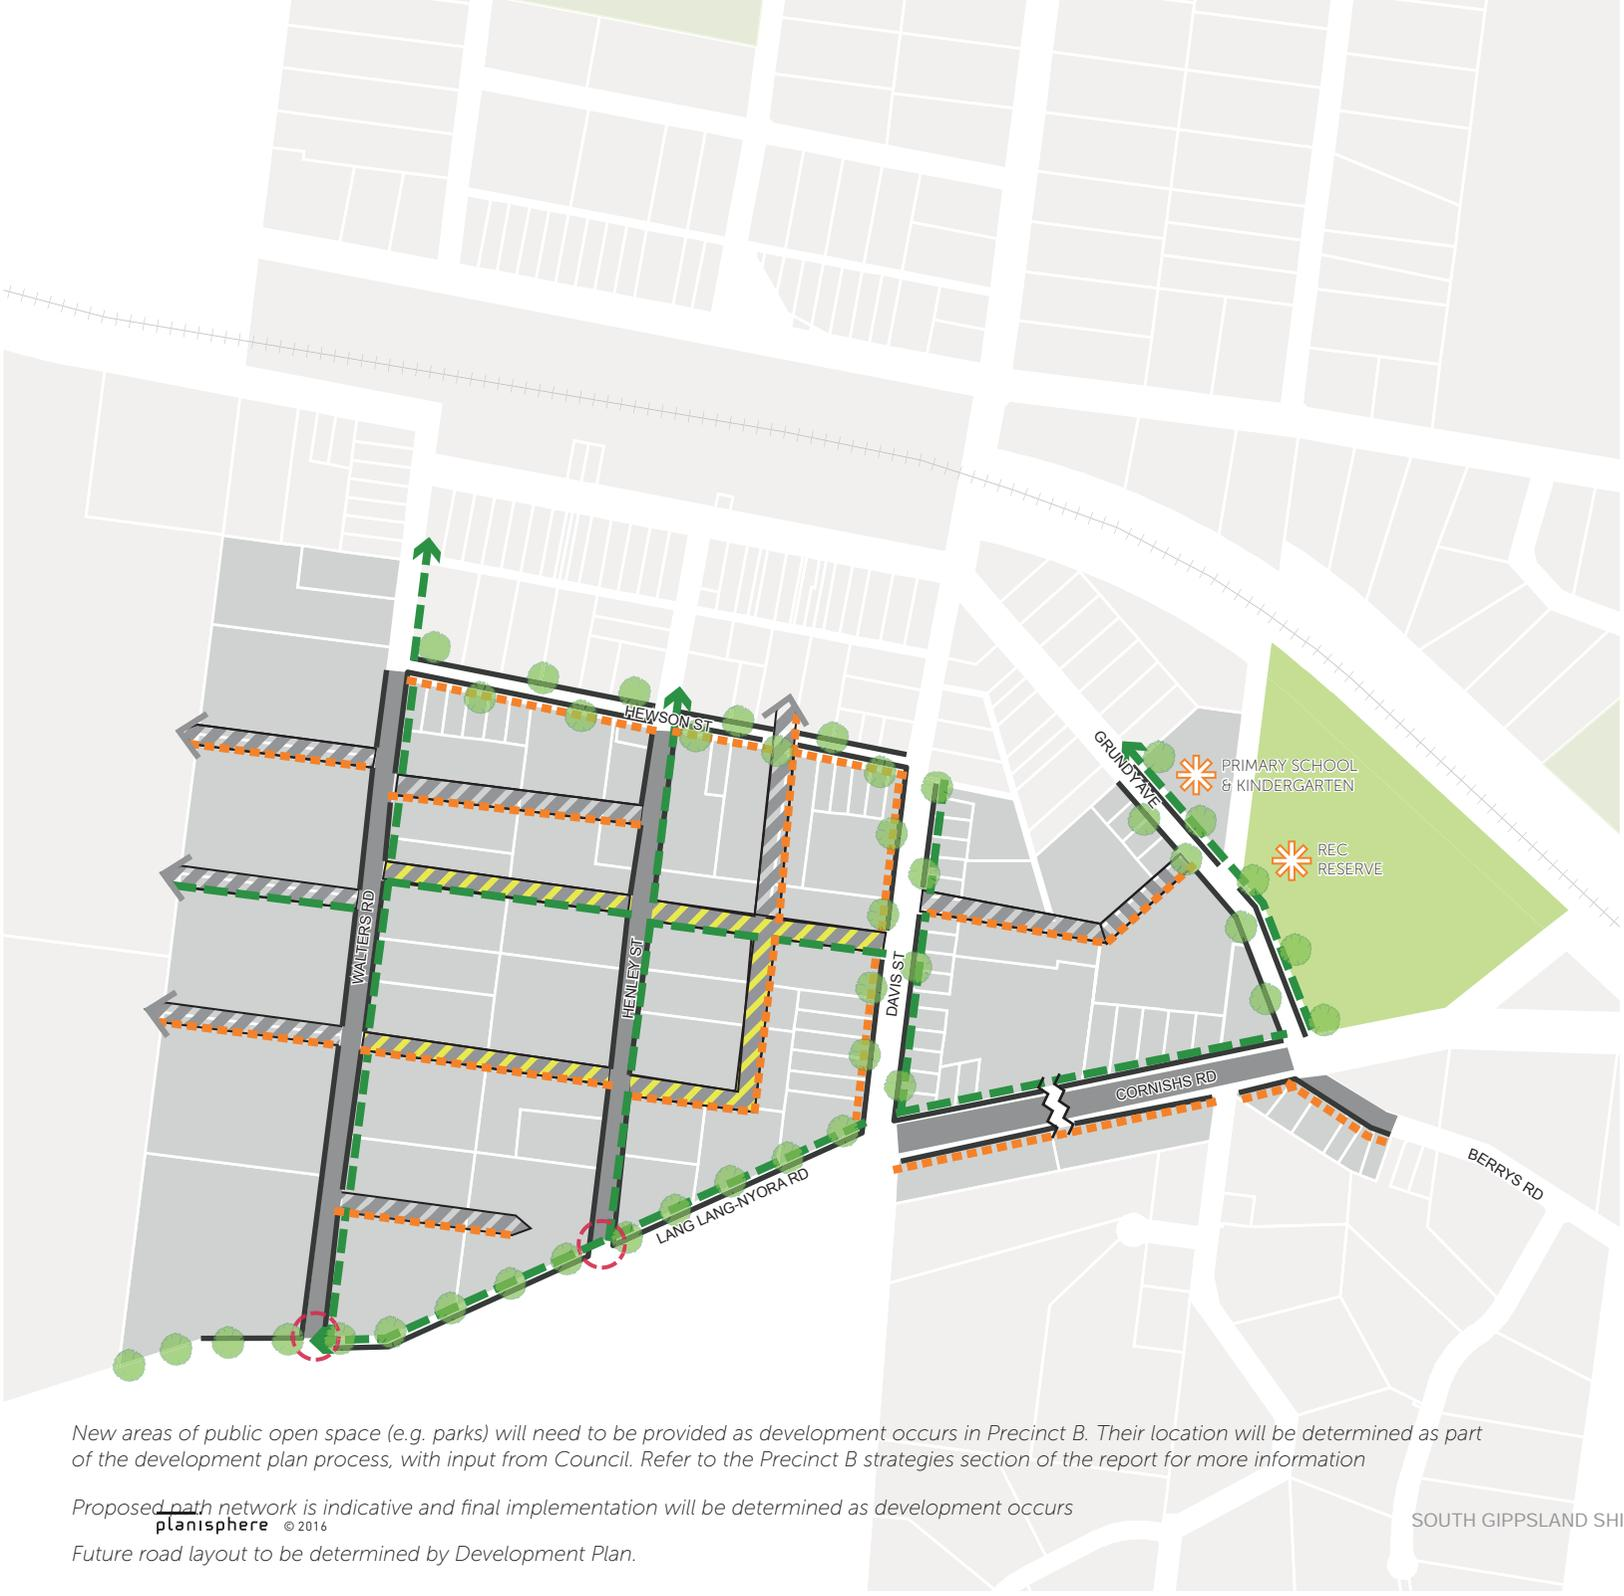 HEWSON ST
GRUNDY AVE
PRIMARY SCHOOL
& KINDERGARTEN
REC
RESERVE
WALTERS RD
HENLEY ST
DAVIS ST
CORNISHS RD
BERRYS RD
LANG LANG-NYORA RD
New areas of public open space (e.g. parks) will need to be provided as development occurs in Precinct B. Their location will be determined as part
of the development plan process, with input from Council. Refer to the Precinct B strategies section of the report for more information
Proposed path network is indicative and final implementation will be determined as development occurs
planisphere © 2016
SOUTH GIPPSLAND SHI
Future road layout to be determined by Development Plan.